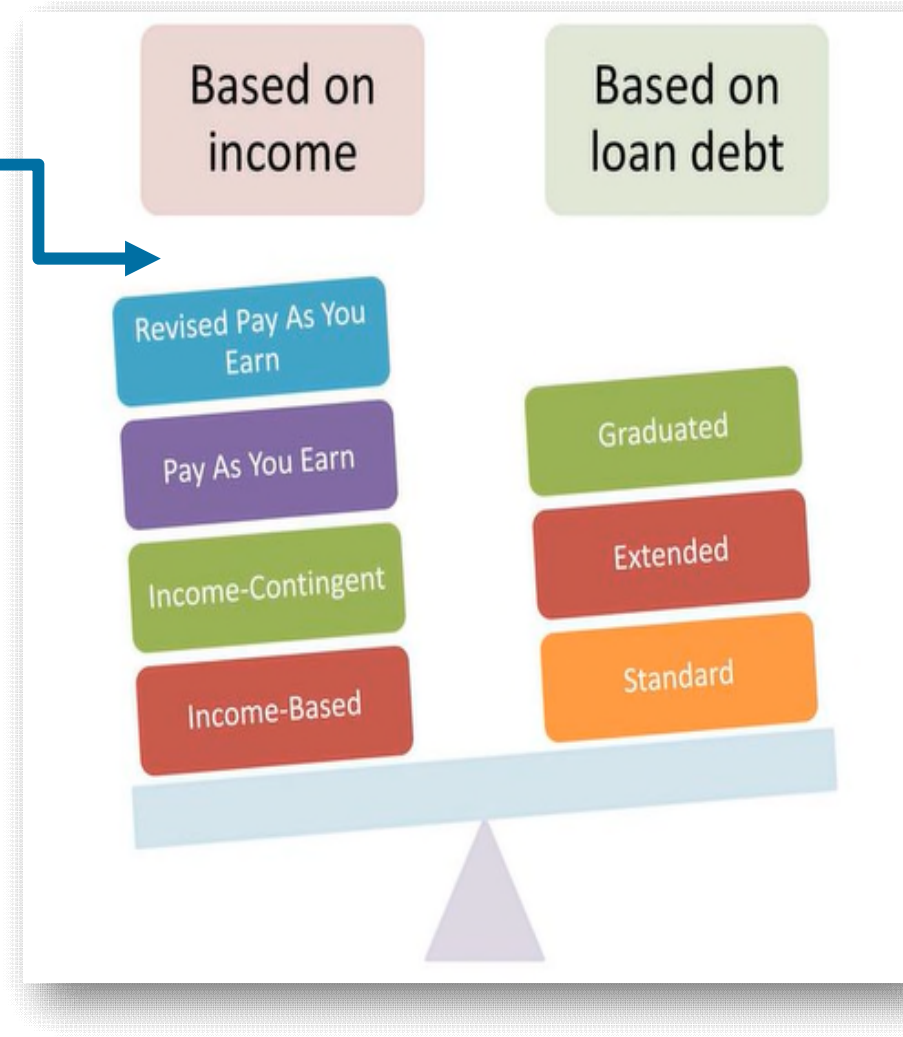 Based on
income
Based on
loan debt
Revised Pay As You
Earn
Pay As You Earn
Income-Contingent
Income-Based
Graduated
Extended
Standard